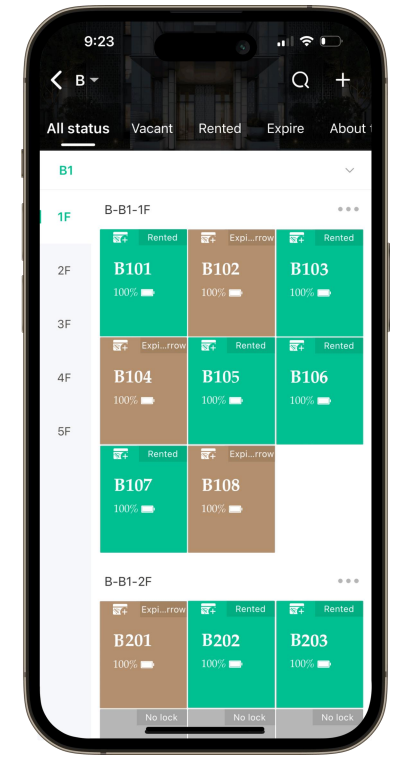 9:23
B
All status Vacant Rented Expire About
B1
1F
2F
3F
4F
5F
B-B1-1F
Rented Expi...rrow Rented
B101 B102 B103
100% 100% 100%
Expi...rrow Rented Rented
B104 B105 B106
100% 100% 100%
Rented Expi...rrow
B107 B108
100% 100%
B-B1-2F
Expi...rrow Rented Rented
B201 B202 B203
100% 100% 100%
No lock No lock No lock